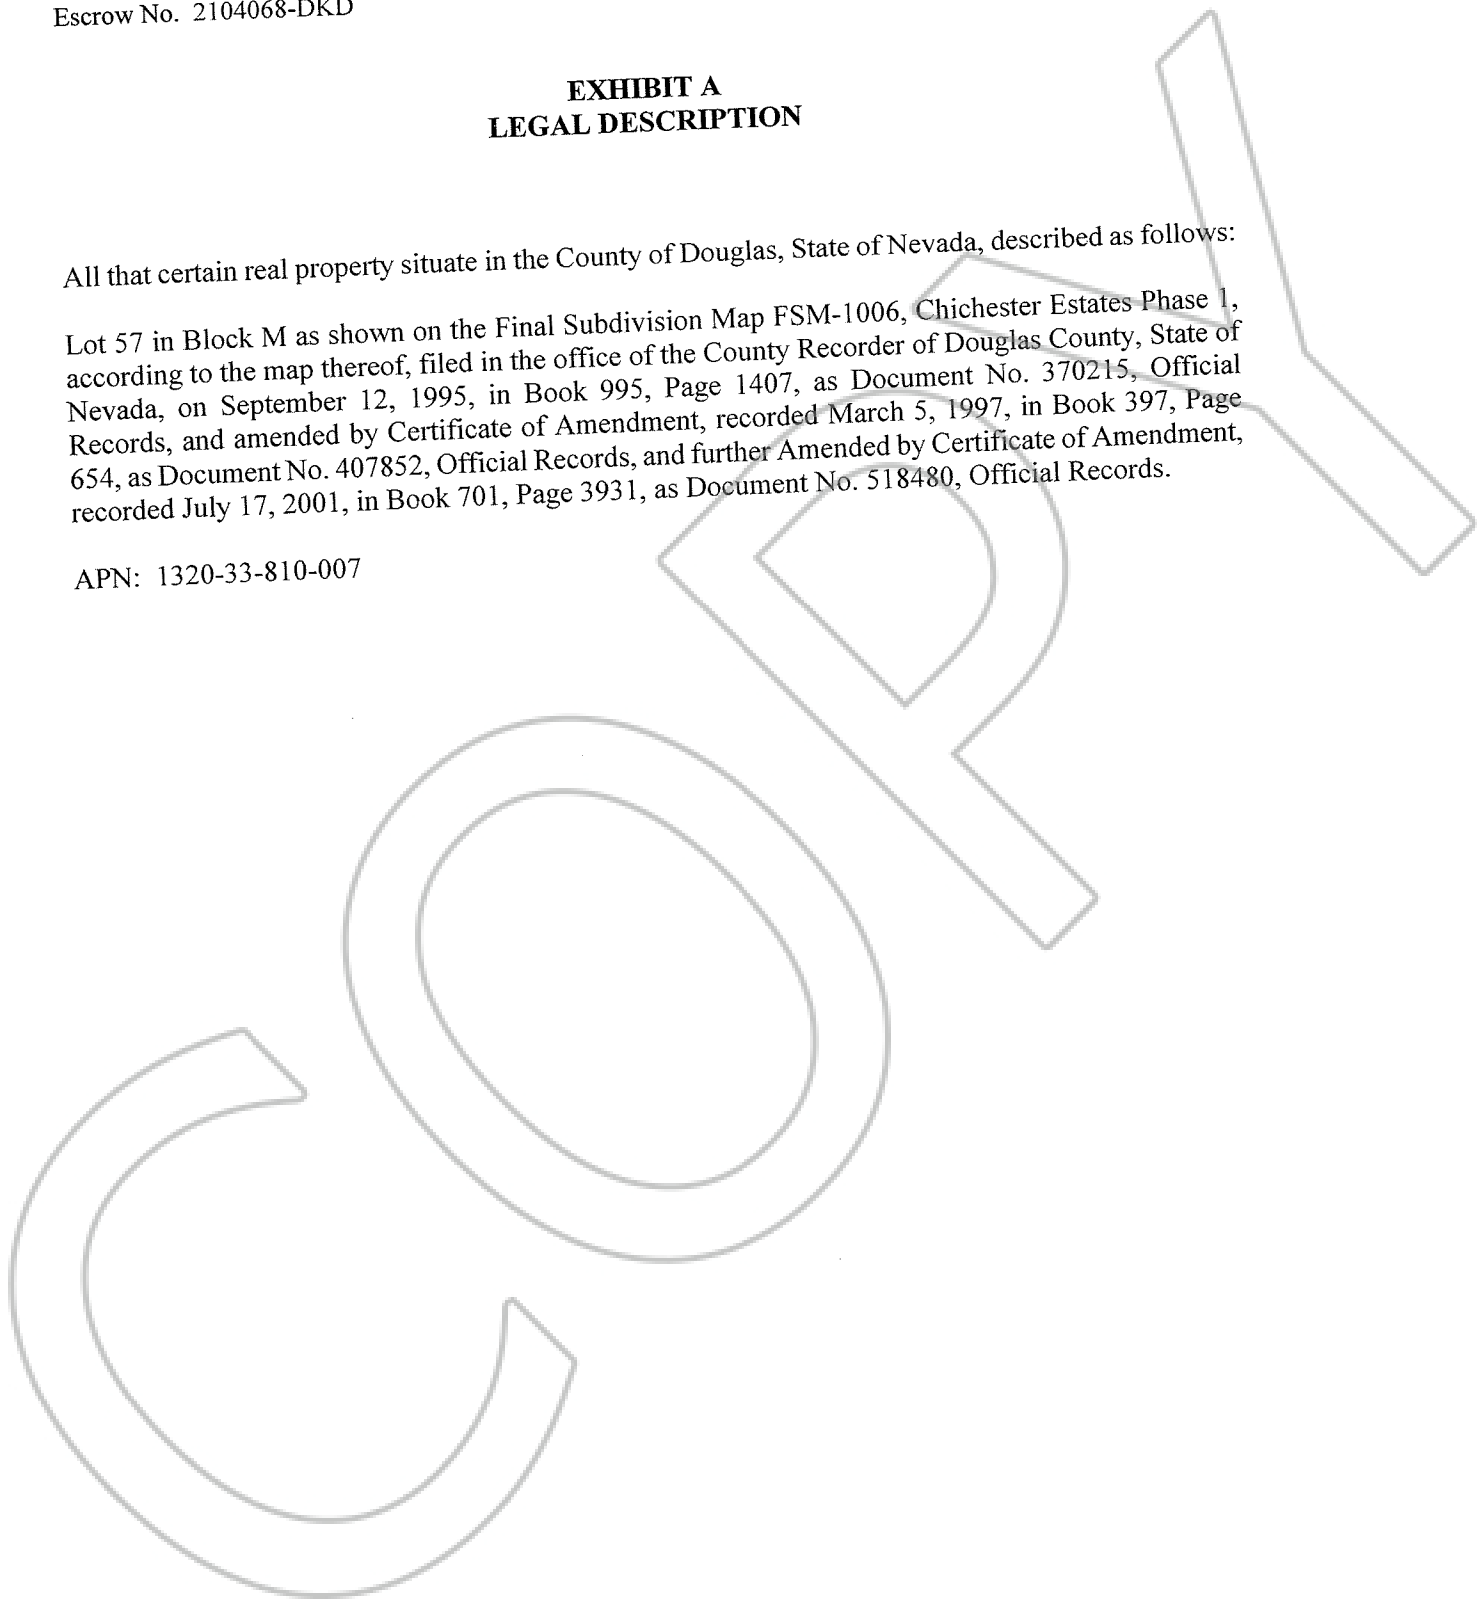 Escrow No. 2104068-DKD
EXHIBIT A
LEGAL DESCRIPTION
All that certain real property situate in the County of Douglas, State of Nevada, described as follows:
Lot 57 in Block M as shown on the Final Subdivision Map FSM-1006, Chichester Estates Phase 1,
according to the map thereof, filed in the office of the County Recorder of Douglas County, State of
Nevada, on September 12, 1995, in Book 995, Page 1407, as Document No. 370215, Official
Records, and amended by Certificate of Amendment, recorded March 5, 1997, in Book 397, Page
654, as Document No. 407852, Official Records, and further Amended by Certificate of Amendment,
recorded July 17, 2001, in Book 701, Page 3931, as Document No. 518480, Official Records.
APN: 1320-33-810-007
COPY